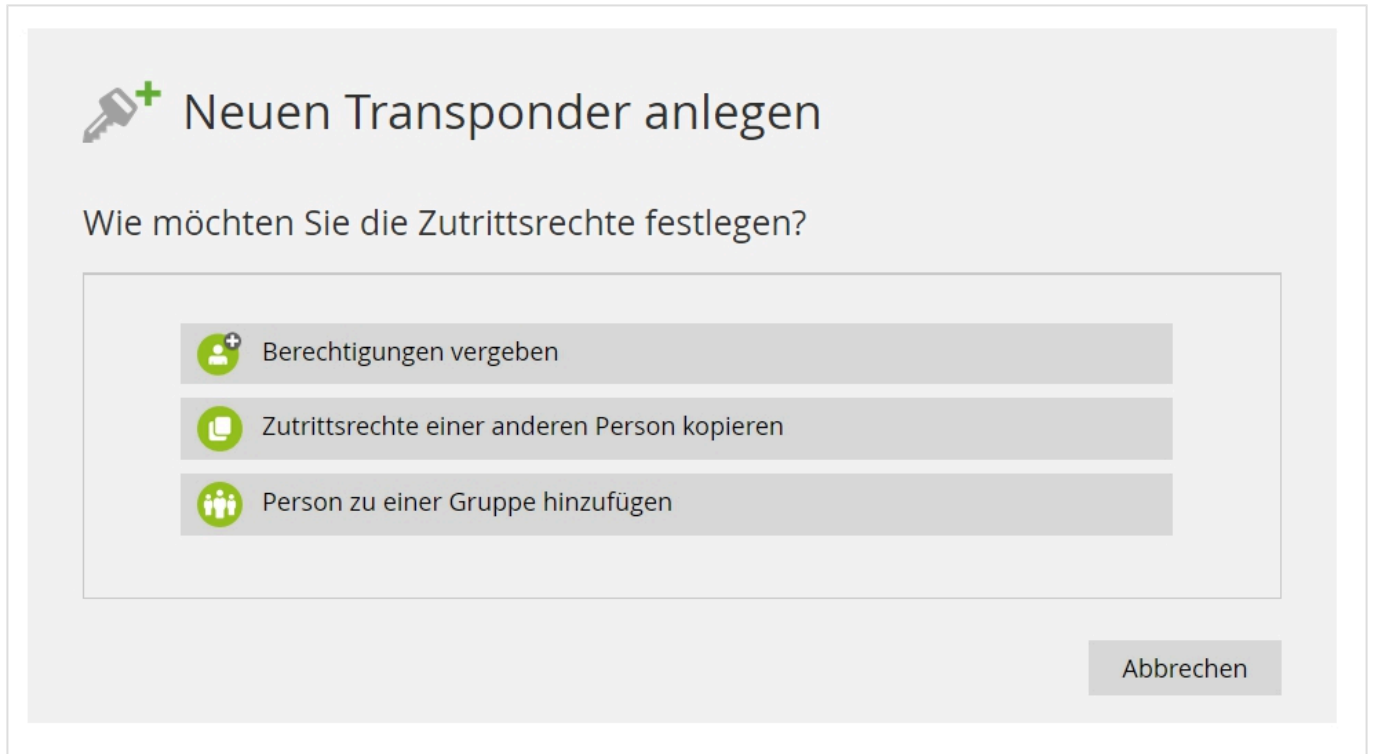 Neuen Transponder anlegen
Wie möchten Sie die Zutrittsrechte festlegen?
Berechtigungen vergeben
Zutrittsrechte einer anderen Person kopieren
Person zu einer Gruppe hinzufügen
Abbrechen